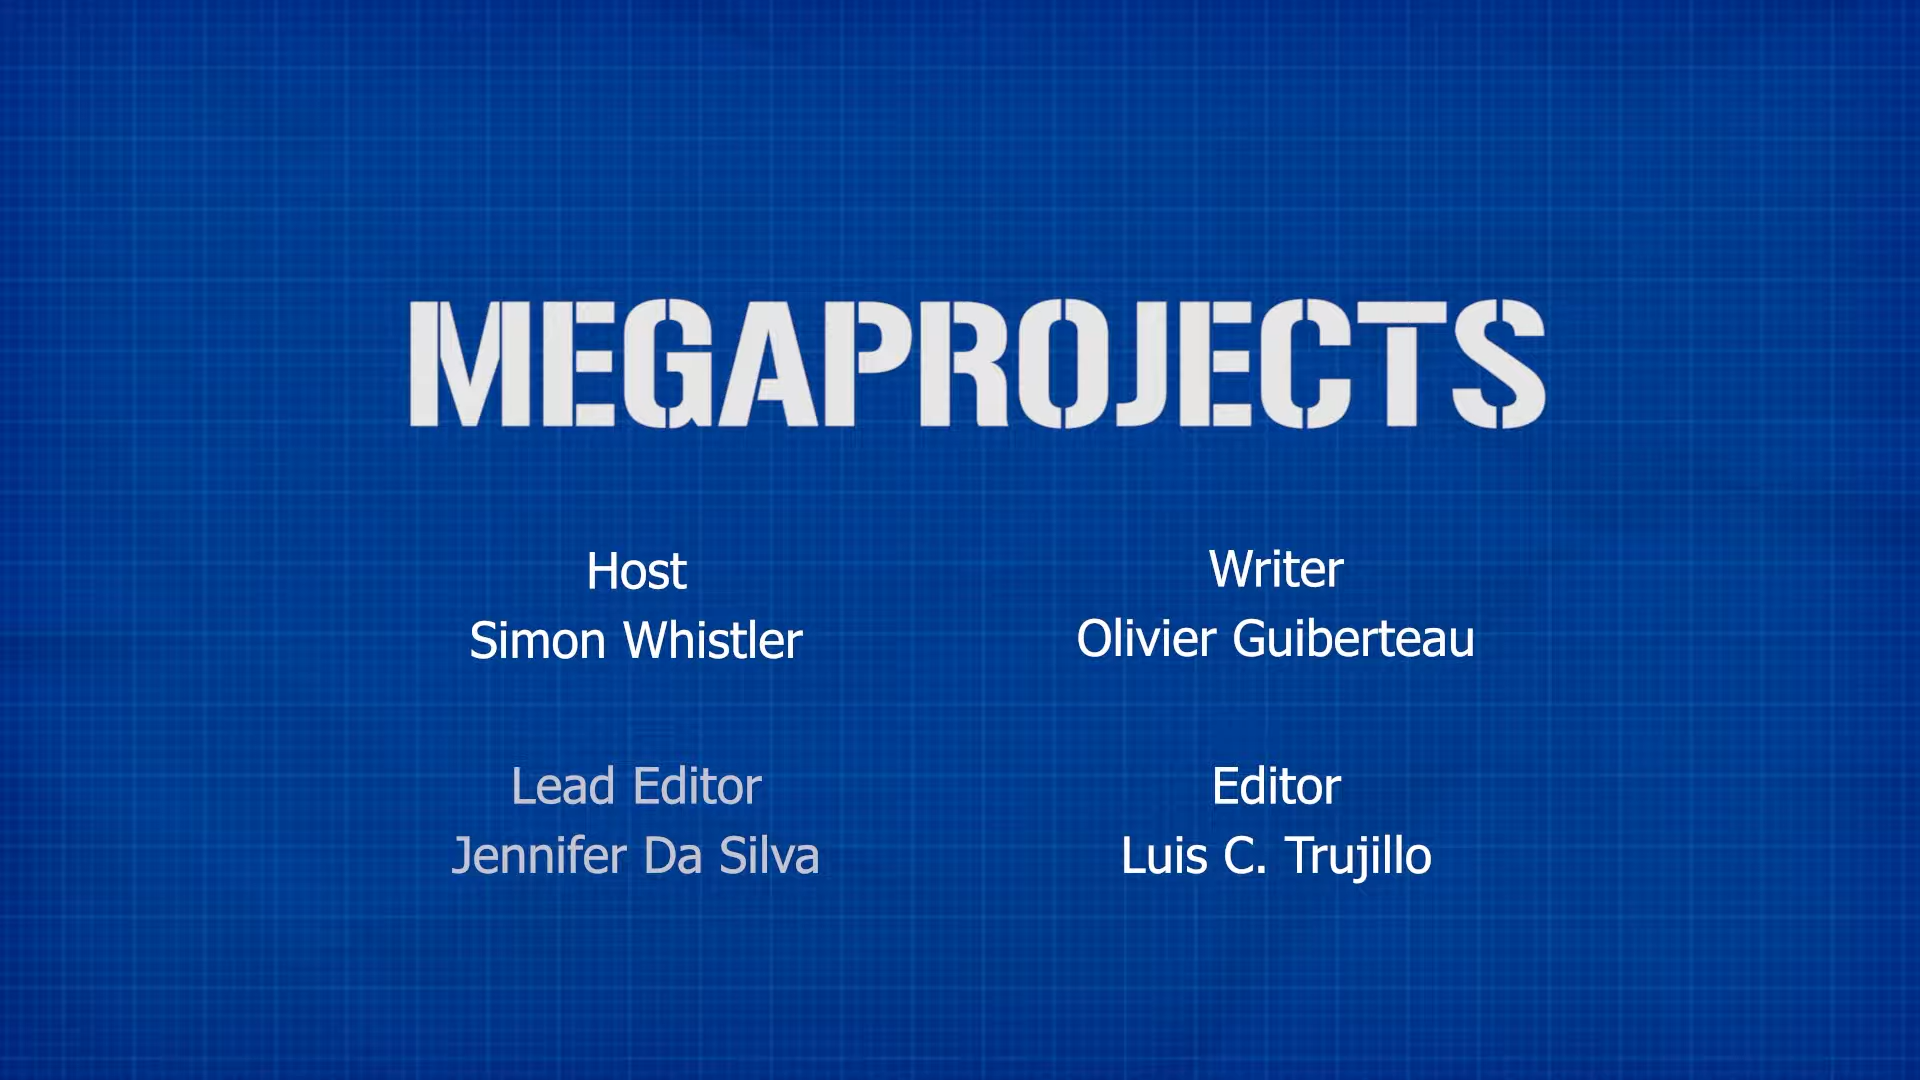 MEGAPROJECTS
Host
Simon Whistler
Writer
Olivier Guiberteau
Lead Editor
Jennifer Da Silva
Editor
Luis C. Trujillo